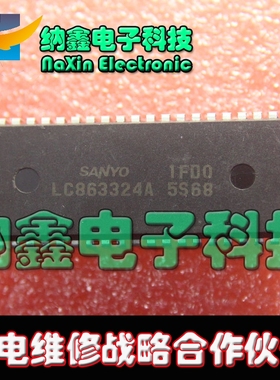 纳鑫电子科技
NaXin Electronic
SANYO 1FD0
LC863324A 5S68
纳鑫电子科技
电维修战略合作伙